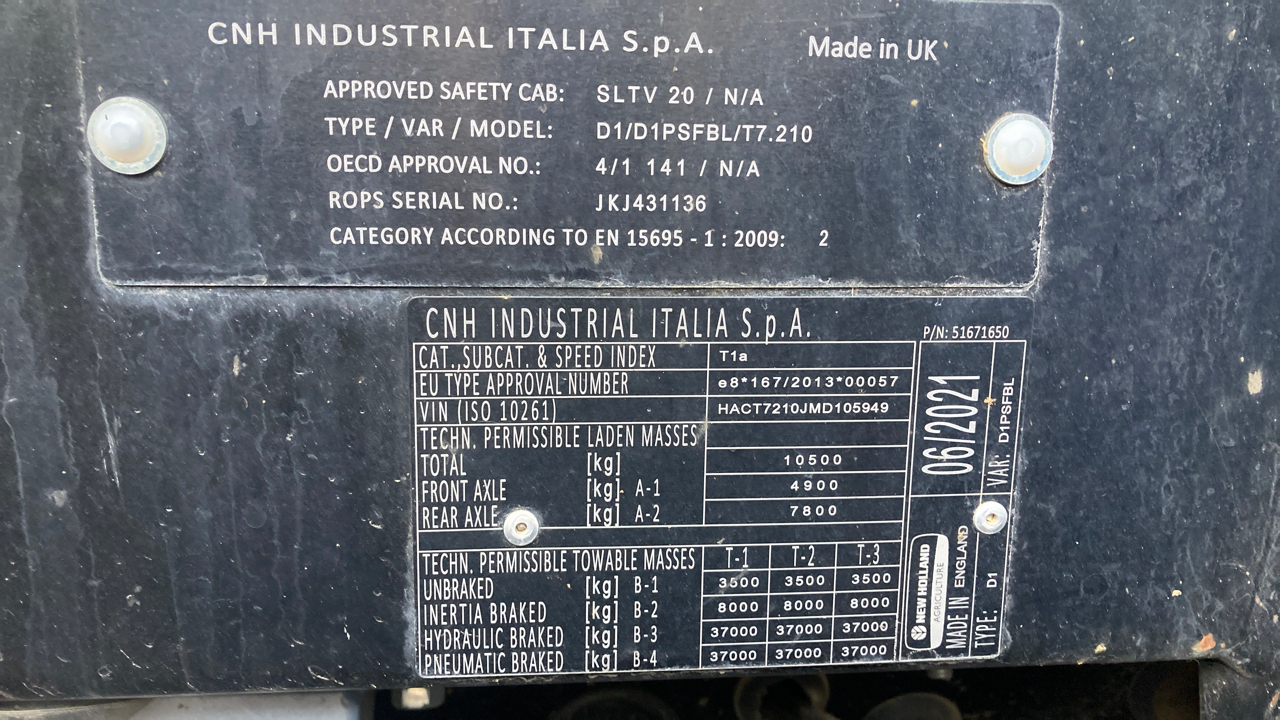 CNH INDUSTRIAL ITALIA S.p.A. Made in UK
APPROVED SAFETY CAB: SLTV 20 / N/A
TYPE / VAR / MODEL: D1/D1PSFBL/T7.210
OECD APPROVAL NO.: 4/1 141 / N/A
ROPS SERIAL NO.: JKJ431136
CATEGORY ACCORDING TO EN 15695 - 1 : 2009: 2
CNH INDUSTRIAL ITALIA S.p.A.
P/N: 51671650
CAT.,SUBCAT. & SPEED INDEX T1a
EU TYPE APPROVAL NUMBER e8*167/2013*00057
VIN (ISO 10261) HACT7210JMD105949
TECHN. PERMISSIBLE LADEN MASSES
TOTAL [kg] 10500
FRONT AXLE [kg] A-1 4900
REAR AXLE [kg] A-2 7800
TECHN. PERMISSIBLE TOWABLE MASSES T-1 T-2 T-3
UNBRAKED [kg] B-1 3500 3500 3500
INERTIA BRAKED [kg] B-2 8000 8000 8000
HYDRAULIC BRAKED [kg] B-3 37000 37000 37000
PNEUMATIC BRAKED [kg] B-4 37000 37000 37000
06/2021
VAR: D1PSFBL
NEW HOLLAND
AGRICULTURE
MADE IN ENGLAND
TYPE: D1